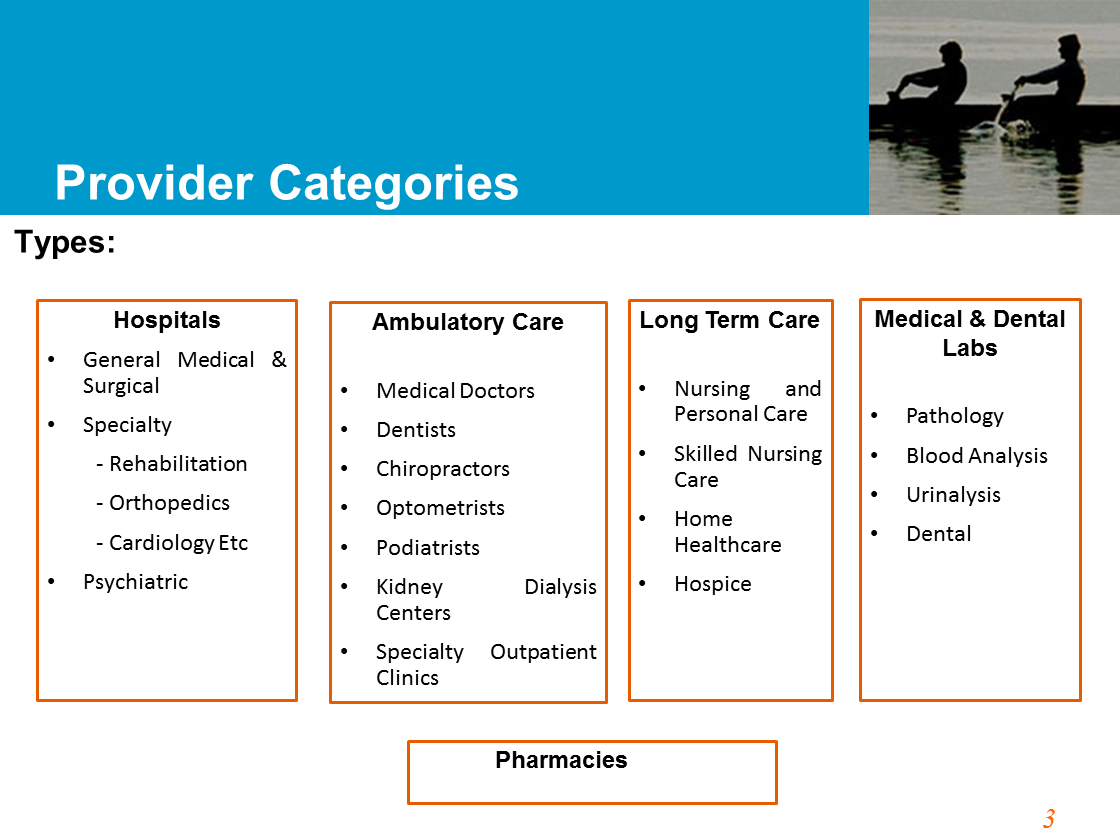 Provider Categories
Types:
Hospitals
• General Medical &
Surgical
• Specialty
- Rehabilitation
- Orthopedics
- Cardiology Etc
• Psychiatric
Ambulatory Care
• Medical Doctors
• Dentists
• Chiropractors
• Optometrists
• Podiatrists
• Kidney Dialysis
Centers
• Specialty Outpatient
Clinics
Long Term Care
• Nursing and
Personal Care
• Skilled Nursing
Care
• Home
Healthcare
• Hospice
Medical & Dental
Labs
• Pathology
• Blood Analysis
• Urinalysis
• Dental
Pharmacies
3